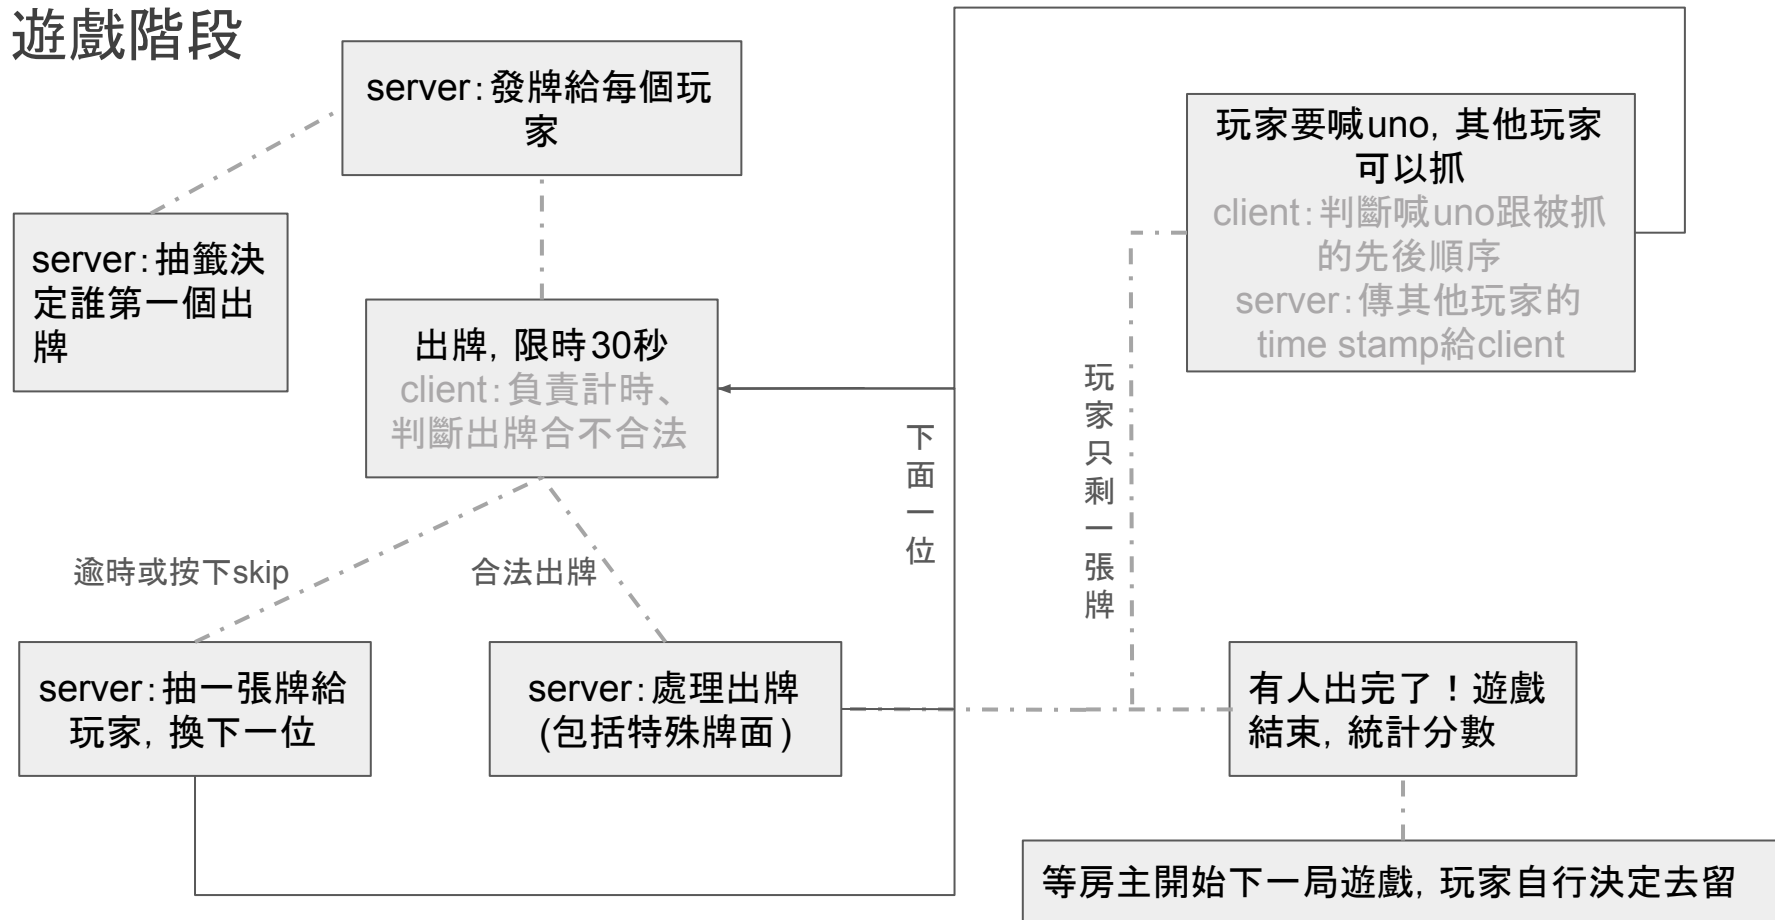 遊戲階段
server:發牌給每個玩
家
server:抽籤決
定誰第一個出
牌
出牌, 限時30秒
client:負責計時、
判斷出牌合不合法
逾時或按下skip
合法出牌
server:抽一張牌給
玩家, 換下一位
server:處理出牌
(包括特殊牌面)
下面一位
玩家只剩一張牌
玩家要喊uno, 其他玩家
可以抓
client:判斷喊uno跟被抓
的先後順序
server:傳其他玩家的
time stamp給client
有人出完了！遊戲
結束, 統計分數
等房主開始下一局遊戲, 玩家自行決定去留